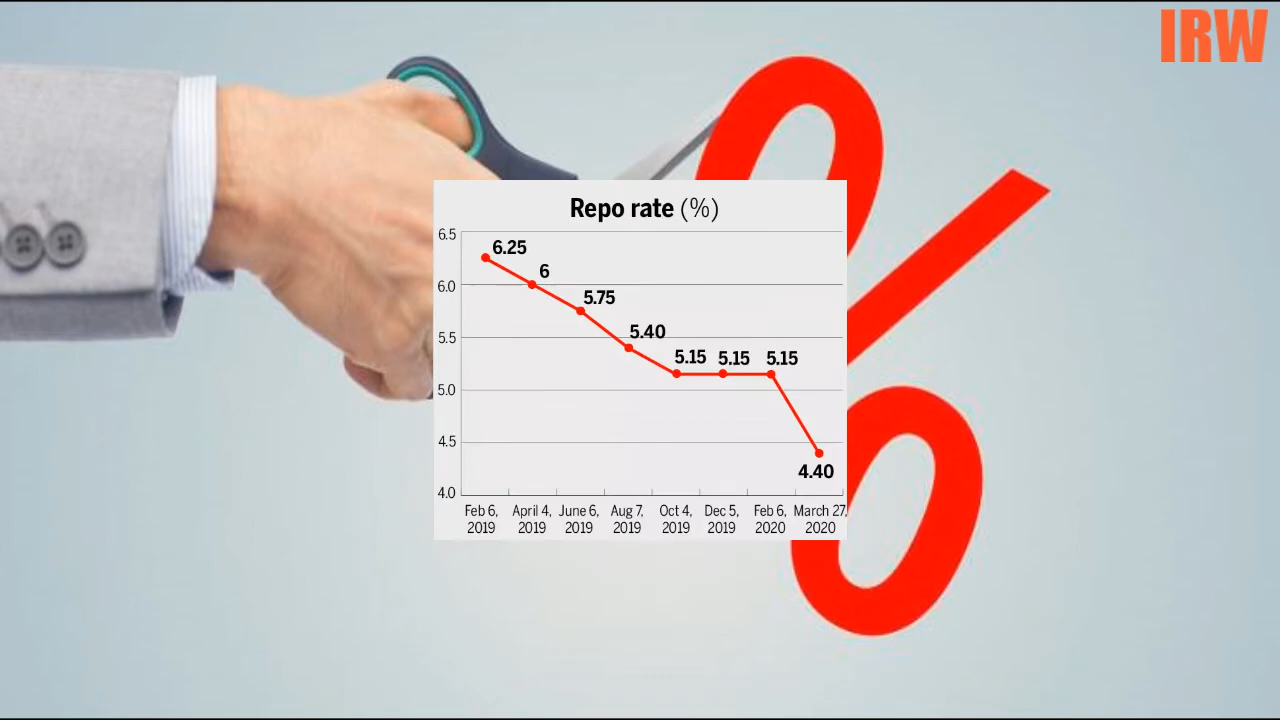 IRW
Repo rate (%)
6.5
6.0
5.5
5.0
4.5
4.0
6.25
6
5.75
5.40
5.15
5.15
5.15
4.40
Feb 6,
2019
April 4,
2019
June 6,
2019
Aug 7,
2019
Oct 4,
2019
Dec 5,
2019
Feb 6,
2020
March 27,
2020
%